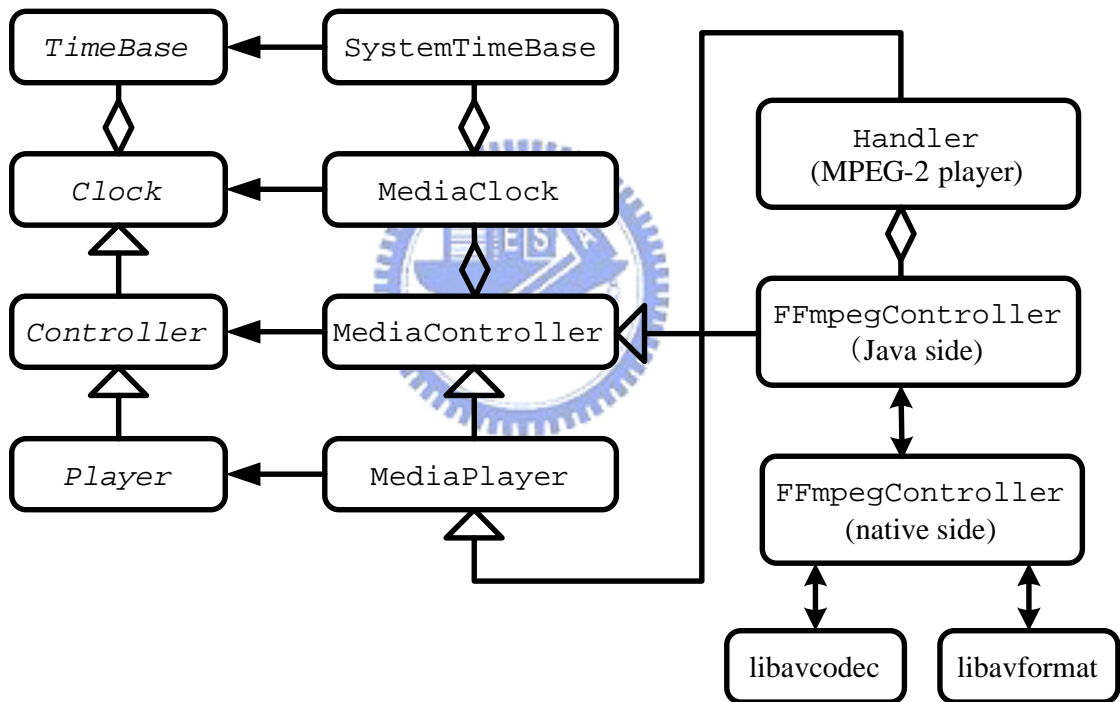 TimeBase
SystemTimeBase
Handler
(MPEG-2 player)
Clock
MediaClock
E S A
FFmpegController
(Java side)
Controller
MediaController
Player
MediaPlayer
FFmpegController
(native side)
libavcodec
libavformat